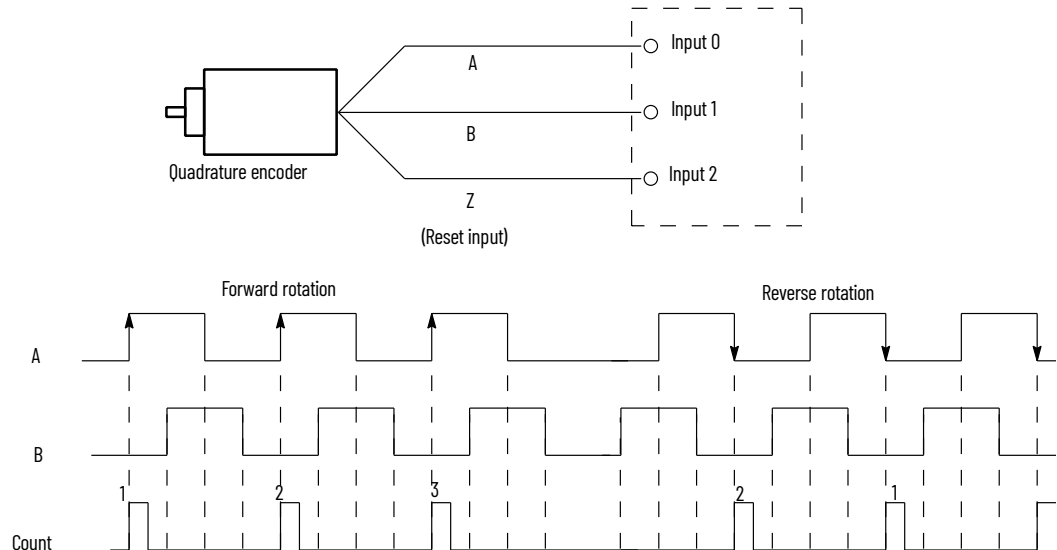 Input 0
A
Input 1
B
Input 2
Quadrature encoder
Z
(Reset input)
Forward rotation
Reverse rotation
A
B
1
2
3
2
1
Count